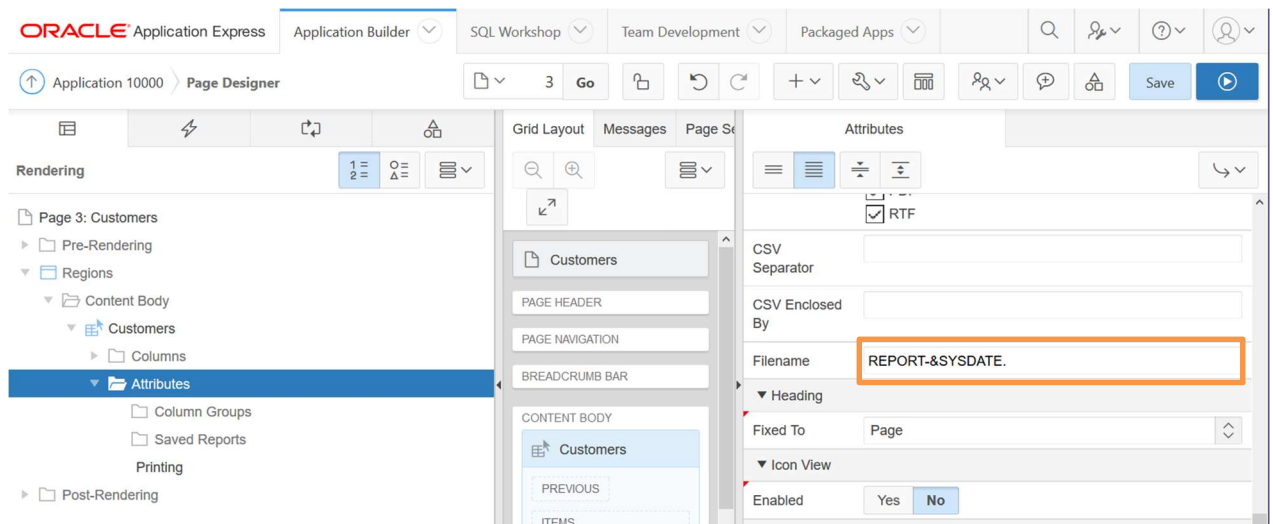 ORACLE Application Express
Application Builder
SQL Workshop
Team Development
Packaged Apps
Application 10000
Page Designer
3
Go
Save
Rendering
Page 3: Customers
Pre-Rendering
Regions
Content Body
Customers
Columns
Attributes
Column Groups
Saved Reports
Printing
Post-Rendering
Grid Layout
Messages
Customers
PAGE HEADER
PAGE NAVIGATION
BREADCRUMB BAR
CONTENT BODY
Customers
PREVIOUS
ITEMS
Attributes
RTF
CSV
Separator
CSV Enclosed
By
Filename
REPORT-&SYSDATE.
Heading
Fixed To
Page
Icon View
Enabled
Yes
No